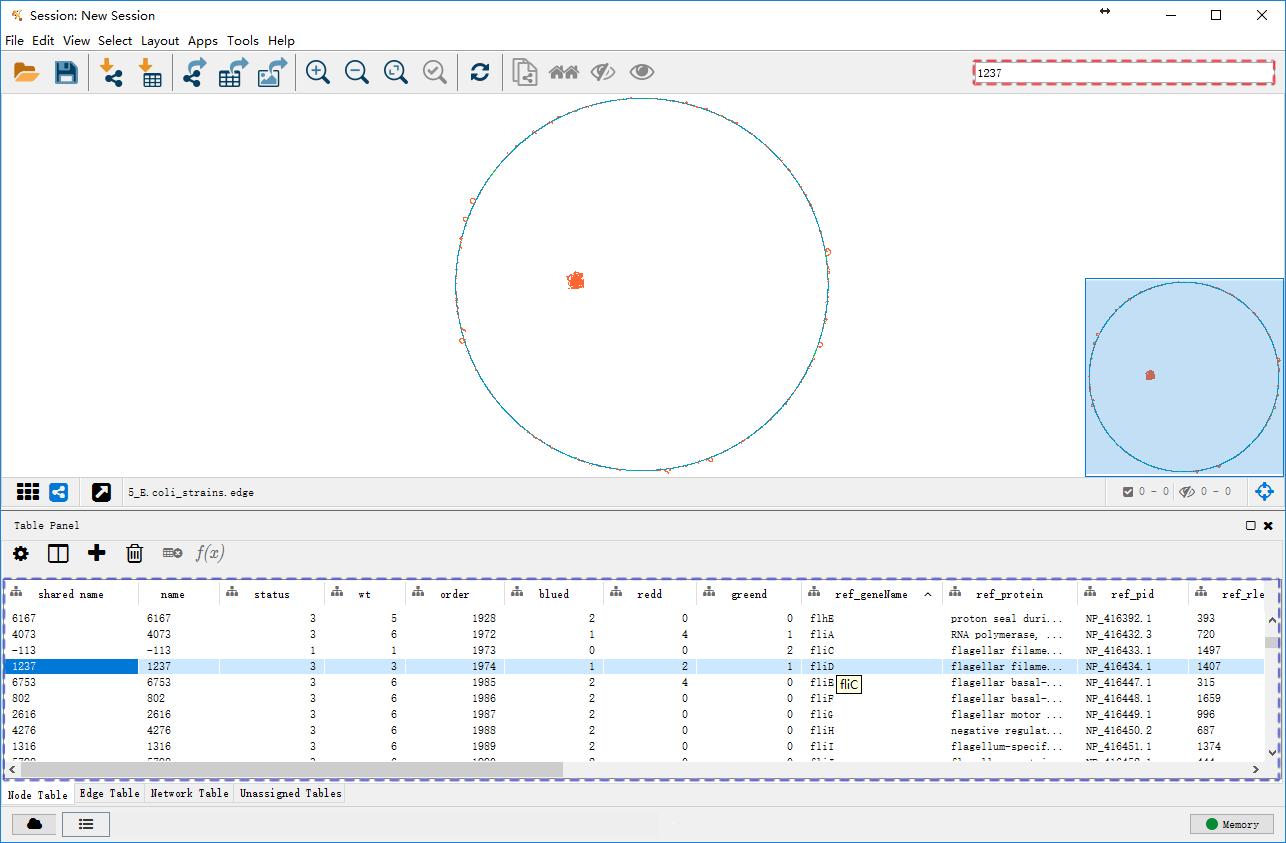 Session: New Session
File Edit View Select Layout Apps Tools Help
1237
5_E.coli_strains.edge
0 - 0 0 - 0
Table Panel
f(x)
shared name name status wt order blued redd greend ref_geneName ref_protein ref_pid ref_rle
6167 6167 3 5 1928 2 0 0 flhE proton seal duri... NP_416392.1 393
4073 4073 3 6 1972 1 4 1 fliA RNA polymerase, ... NP_416432.3 720
-113 -113 1 1 1973 0 0 2 fliC flagellar filame... NP_416433.1 1497
1237 1237 3 3 1974 1 2 1 fliD flagellar filame... NP_416434.1 1407
6753 6753 3 6 1985 2 4 0 fliE flagellar basal-... NP_416447.1 315
fliC
802 802 3 6 1986 2 0 0 fliF flagellar basal-... NP_416448.1 1659
2616 2616 3 6 1987 2 0 0 fliG flagellar motor ... NP_416449.1 996
4276 4276 3 6 1988 2 0 0 fliH negative regulat... NP_416450.2 687
1316 1316 3 6 1989 2 0 0 fliI flagellum-specif... NP_416451.1 1374
Node Table Edge Table Network Table Unassigned Tables
Memory